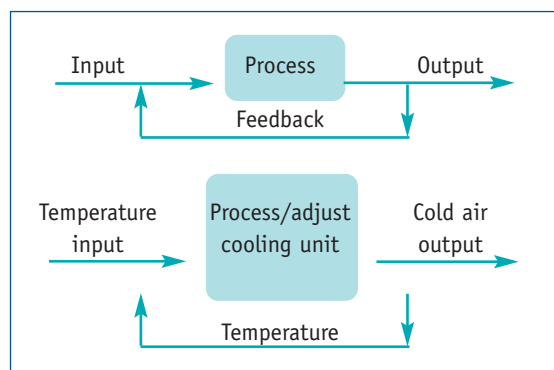 Input
Process
Output
Feedback
Temperature
input
Process/adjust
cooling unit
Cold air
output
Temperature